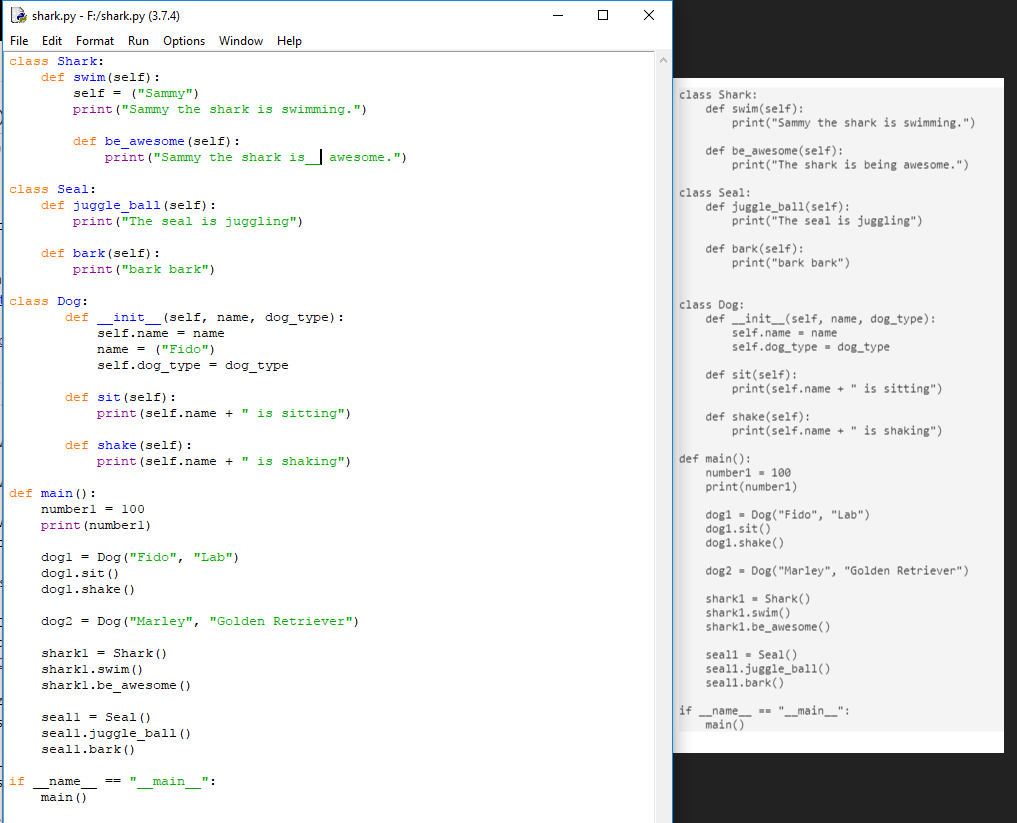 shark.py - F:/shark.py (3.7.4)
File Edit Format Run Options Window Help
class Shark:
    def swim(self):
        self = ("Sammy")
        print("Sammy the shark is swimming.")

        def be_awesome(self):
            print("Sammy the shark is__ awesome.")

class Seal:
    def juggle_ball(self):
        print("The seal is juggling")

    def bark(self):
        print("bark bark")

class Dog:
       def __init__(self, name, dog_type):
           self.name = name
           name = ("Fido")
           self.dog_type = dog_type

       def sit(self):
           print(self.name + " is sitting")

       def shake(self):
           print(self.name + " is shaking")

def main():
    number1 = 100
    print(number1)

    dog1 = Dog("Fido", "Lab")
    dog1.sit()
    dog1.shake()

    dog2 = Dog("Marley", "Golden Retriever")

    shark1 = Shark()
    shark1.swim()
    shark1.be_awesome()

    seal1 = Seal()
    seal1.juggle_ball()
    seal1.bark()

if __name__ == "__main__":
    main()

class Shark:
    def swim(self):
        print("Sammy the shark is swimming.")

    def be_awesome(self):
        print("The shark is being awesome.")

class Seal:
    def juggle_ball(self):
        print("The seal is juggling")

    def bark(self):
        print("bark bark")


class Dog:
    def __init__(self, name, dog_type):
        self.name = name
        self.dog_type = dog_type

    def sit(self):
        print(self.name + " is sitting")

    def shake(self):
        print(self.name + " is shaking")

def main():
    number1 = 100
    print(number1)

    dog1 = Dog("Fido", "Lab")
    dog1.sit()
    dog1.shake()

    dog2 = Dog("Marley", "Golden Retriever")

    shark1 = Shark()
    shark1.swim()
    shark1.be_awesome()

    seal1 = Seal()
    seal1.juggle_ball()
    seal1.bark()

if __name__ == "__main__":
    main()